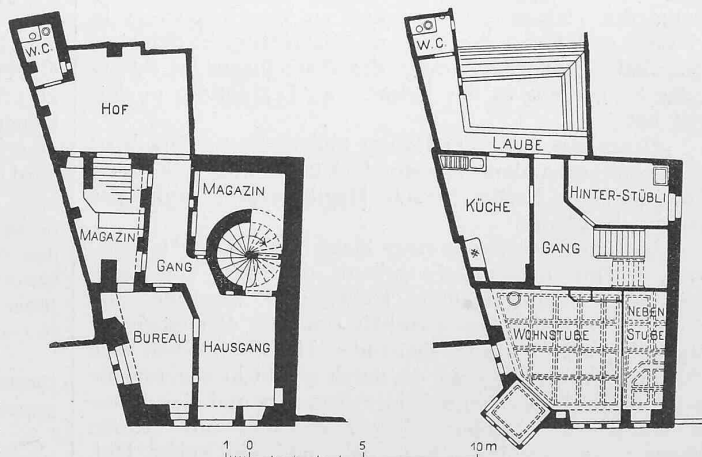 W.C.
HOF
MAGAZIN
MAGAZIN
GANG
BUREAU
HAUSGANG
W.C.
LAUBE
KÜCHE
HINTER-STÜBLI
GANG
WOHNSTUBE
NEBEN
STUBE
1 0 5 10 m